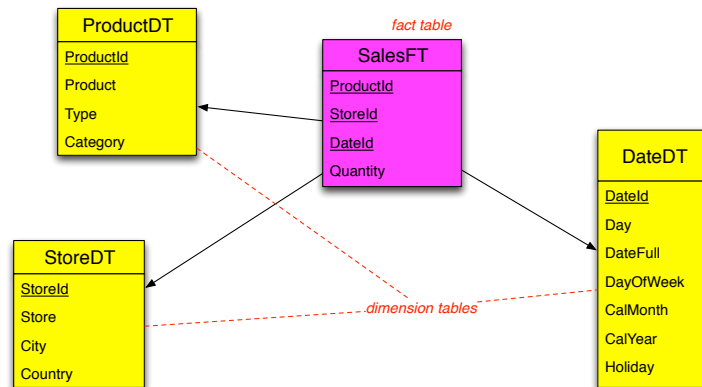 ProductDT
ProductId
Product
Type
Category
fact table
SalesFT
ProductId
StoreId
DateId
Quantity
DateDT
DateId
Day
DateFull
DayOfWeek
CalMonth
CalYear
Holiday
StoreDT
StoreId
Store
City
Country
dimension tables